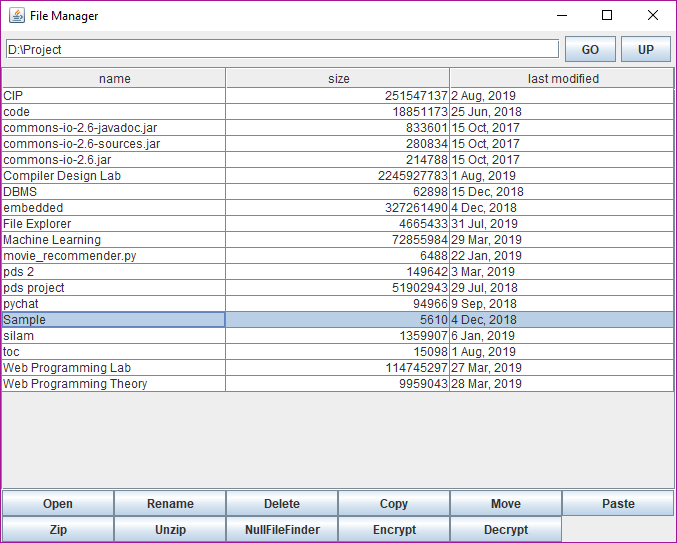 File Manager
D:\Project GO UP
name size last modified
CIP 251547137 2 Aug, 2019
code 18851173 25 Jun, 2018
commons-io-2.6-javadoc.jar 833601 15 Oct, 2017
commons-io-2.6-sources.jar 280834 15 Oct, 2017
commons-io-2.6.jar 214788 15 Oct, 2017
Compiler Design Lab 2245927783 1 Aug, 2019
DBMS 62898 15 Dec, 2018
embedded 327261490 4 Dec, 2018
File Explorer 4665433 31 Jul, 2019
Machine Learning 72855984 29 Mar, 2019
movie_recommender.py 6488 22 Jan, 2019
pds 2 149642 3 Mar, 2019
pds project 51902943 29 Jul, 2018
pychat 94966 9 Sep, 2018
Sample 5610 4 Dec, 2018
silam 1359907 6 Jan, 2019
toc 15098 1 Aug, 2019
Web Programming Lab 114745297 27 Mar, 2019
Web Programming Theory 9959043 28 Mar, 2019
Open Rename Delete Copy Move Paste
Zip Unzip NullFileFinder Encrypt Decrypt